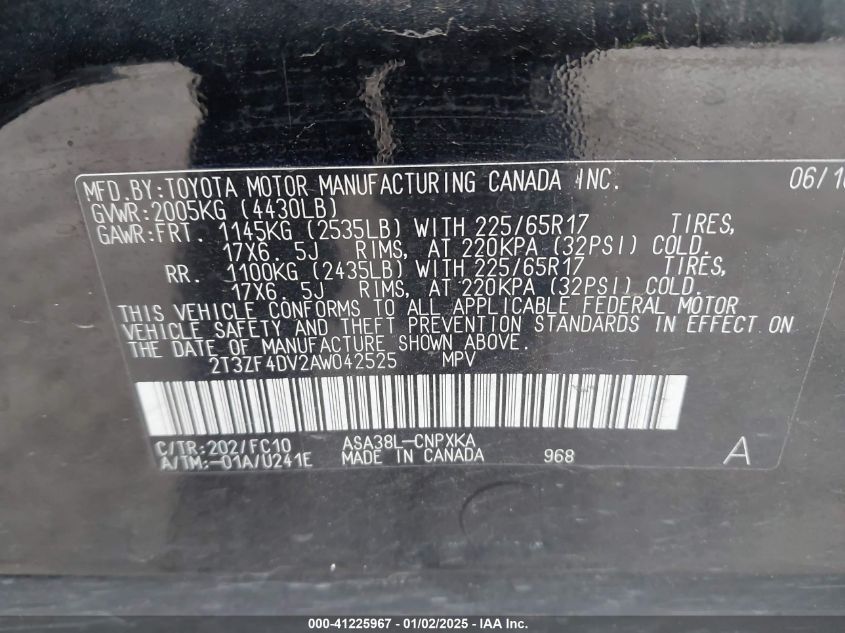 MFD.BY:TOYOTA MOTOR MANUFACTURING CANADA INC. 06/10
GVWR:2005KG (4430LB)
GAWR:FRT. 1145KG (2535LB) WITH 225/65R17 TIRES,
17X6. 5J RIMS, AT 220KPA (32PSI) COLD.
RR. 1100KG (2435LB) WITH 225/65R17 TIRES,
17X6. 5J RIMS, AT 220KPA (32PSI) COLD.
THIS VEHICLE CONFORMS TO ALL APPLICABLE FEDERAL MOTOR
VEHICLE SAFETY AND THEFT PREVENTION STANDARDS IN EFFECT ON
THE DATE OF MANUFACTURE SHOWN ABOVE.
2T3ZF4DV2AW042525 MPV
C/TR:202/FC10 ASA38L-CNPXKA
A/TM:-01A/U241E MADE IN CANADA 968 A
000-41225967 - 01/02/2025 - IAA Inc.